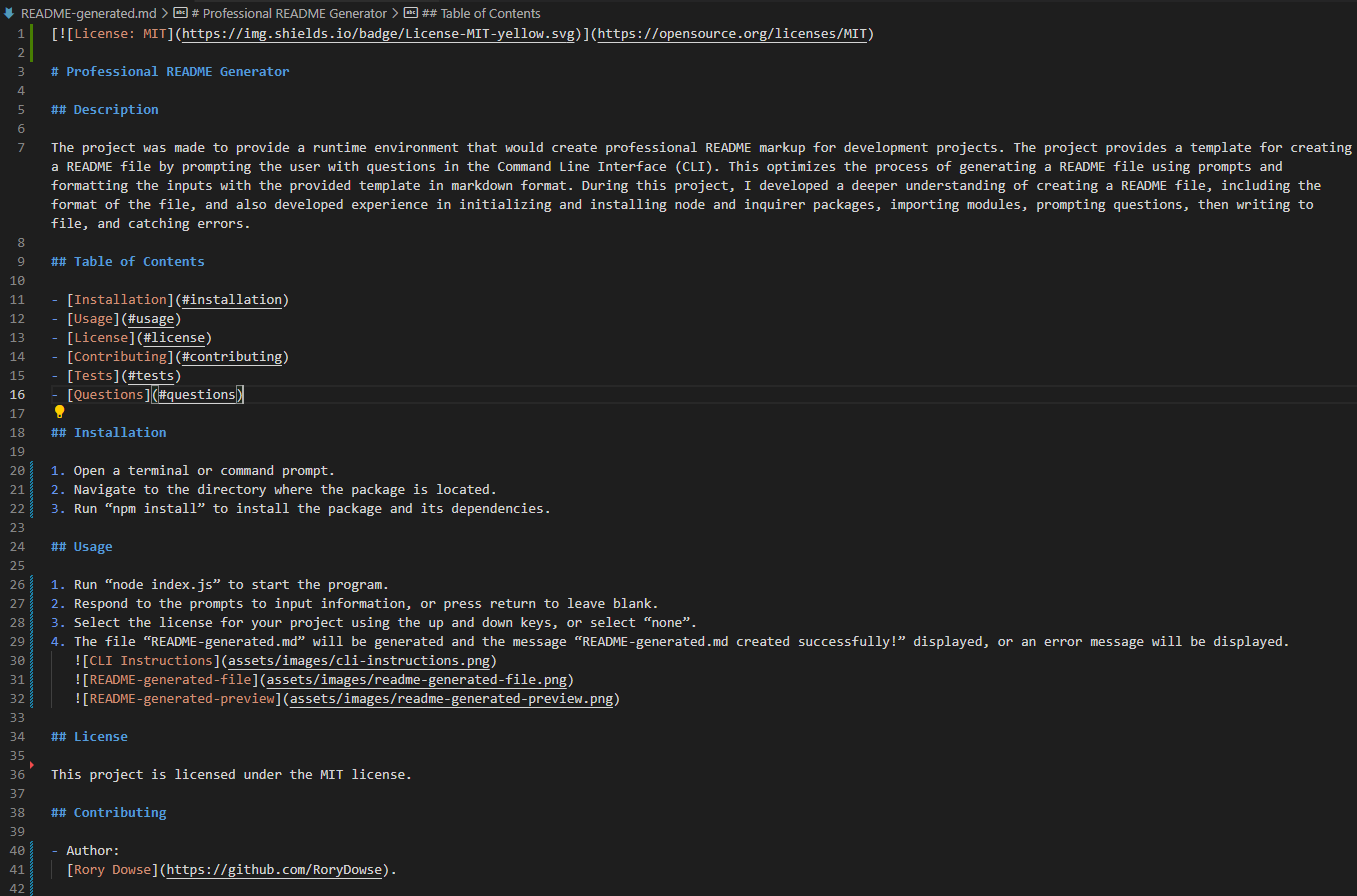 README-generated.md > # Professional README Generator > ## Table of Contents
1 [![License: MIT](https://img.shields.io/badge/License-MIT-yellow.svg)](https://opensource.org/licenses/MIT)
2
3 # Professional README Generator
4
5 ## Description
6
7 The project was made to provide a runtime environment that would create professional README markup for development projects. The project provides a template for creating
a README file by prompting the user with questions in the Command Line Interface (CLI). This optimizes the process of generating a README file using prompts and
formatting the inputs with the provided template in markdown format. During this project, I developed a deeper understanding of creating a README file, including the
format of the file, and also developed experience in initializing and installing node and inquirer packages, importing modules, prompting questions, then writing to
file, and catching errors.
8
9 ## Table of Contents
10
11 - [Installation](#installation)
12 - [Usage](#usage)
13 - [License](#license)
14 - [Contributing](#contributing)
15 - [Tests](#tests)
16 - [Questions](#questions)
17
18 ## Installation
19
20 1. Open a terminal or command prompt.
21 2. Navigate to the directory where the package is located.
22 3. Run “npm install” to install the package and its dependencies.
23
24 ## Usage
25
26 1. Run “node index.js” to start the program.
27 2. Respond to the prompts to input information, or press return to leave blank.
28 3. Select the license for your project using the up and down keys, or select “none”.
29 4. The file “README-generated.md” will be generated and the message “README-generated.md created successfully!” displayed, or an error message will be displayed.
30 ![CLI Instructions](assets/images/cli-instructions.png)
31 ![README-generated-file](assets/images/readme-generated-file.png)
32 ![README-generated-preview](assets/images/readme-generated-preview.png)
33
34 ## License
35
36 This project is licensed under the MIT license.
37
38 ## Contributing
39
40 - Author:
41 [Rory Dowse](https://github.com/RoryDowse).
42